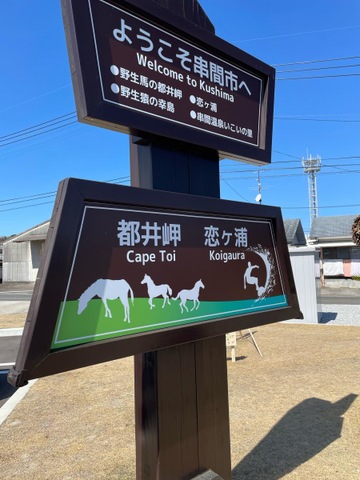 ようこそ串間市へ
Welcome to Kushima
●野生馬の都井岬 ●恋ヶ浦
●野生猿の幸島 ●串間温泉いこいの里
都井岬 恋ヶ浦
Cape Toi Koigaura